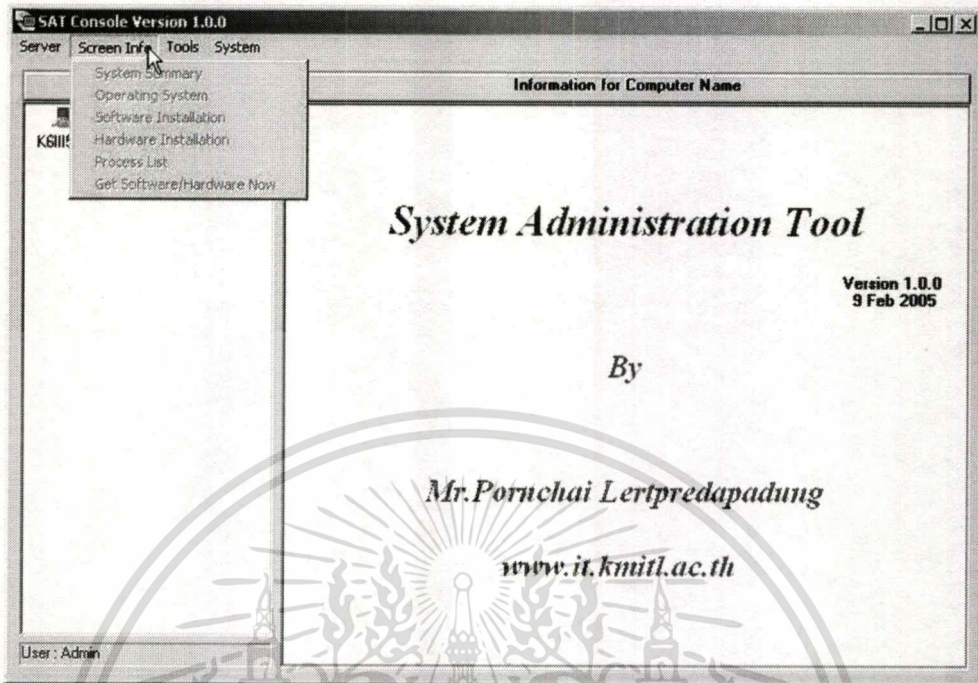 SAT Console Version 1.0.0
Server Screen Info Tools System
System Summary
Operating System
Software Installation
Hardware Installation
Process List
Get Software/Hardware Now
Information for Computer Name
System Administration Tool
Version 1.0.0
9 Feb 2005
By
Mr.Pornchai Lertpredapadung
www.it.kmitl.ac.th
User : Admin